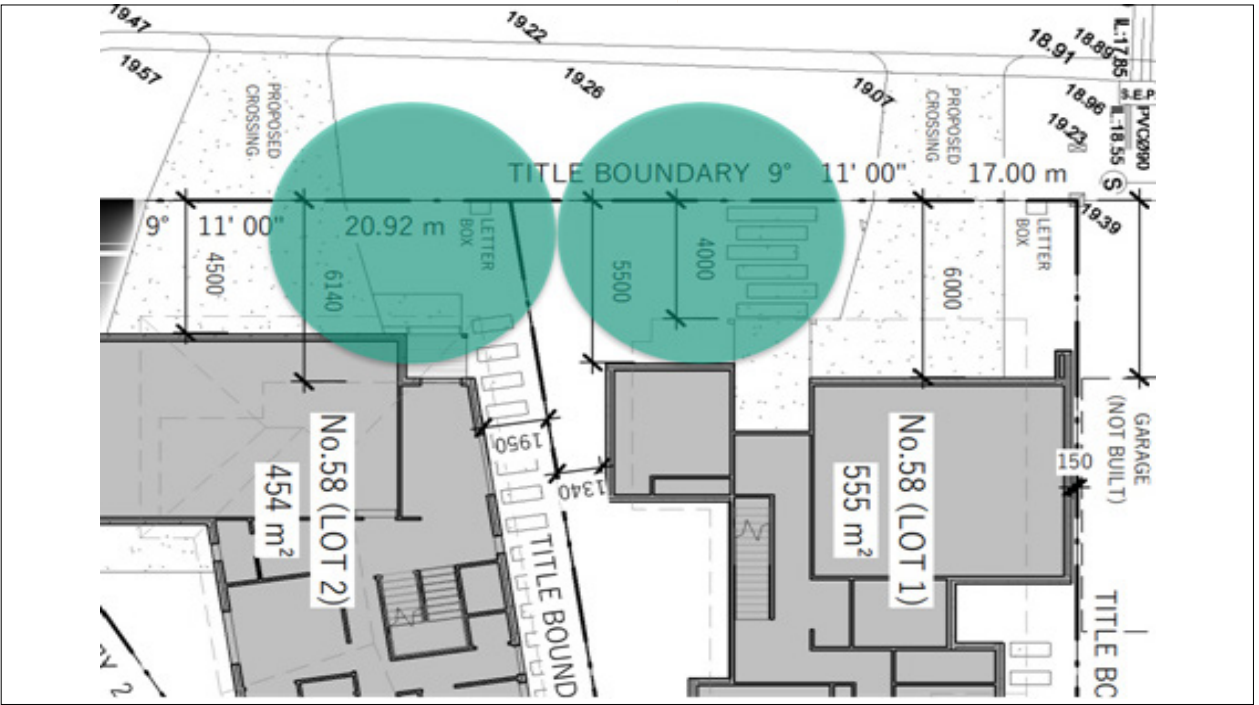 19.47
19.22
18.91
18.89
IL:17.85
19.57
19.26
19.07
18.96
S.E.P
PROPOSED
CROSSING
PROPOSED
CROSSING
19.23
IL:18.55
PVCØ90
TITLE BOUNDARY 9° 11' 00" 17.00 m
S
9° 11' 00" 20.92 m
LETTER
BOX
LETTER
BOX
19.39
4500
6140
5500
4000
6000
No.58 (LOT 2)
454 m²
1950
1340
No.58 (LOT 1)
555 m²
150
GARAGE
(NOT BUILT)
TITLE BOUND
TITLE BO